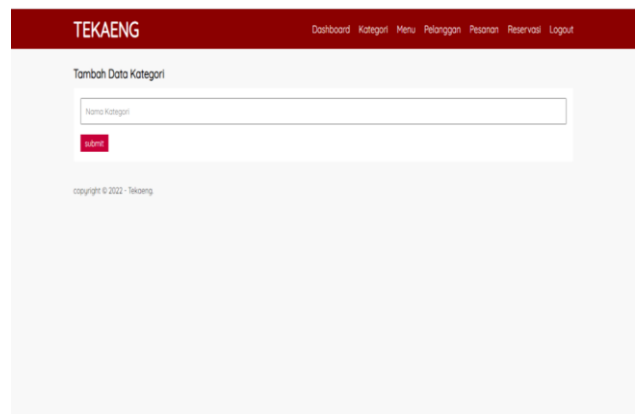 TEKAENG
Dashboard Kategori Menu Pelanggan Pesanan Reservasi Logout
Tambah Data Kategori
Nama Kategori
submit
copyright © 2022 - Tekaeng.